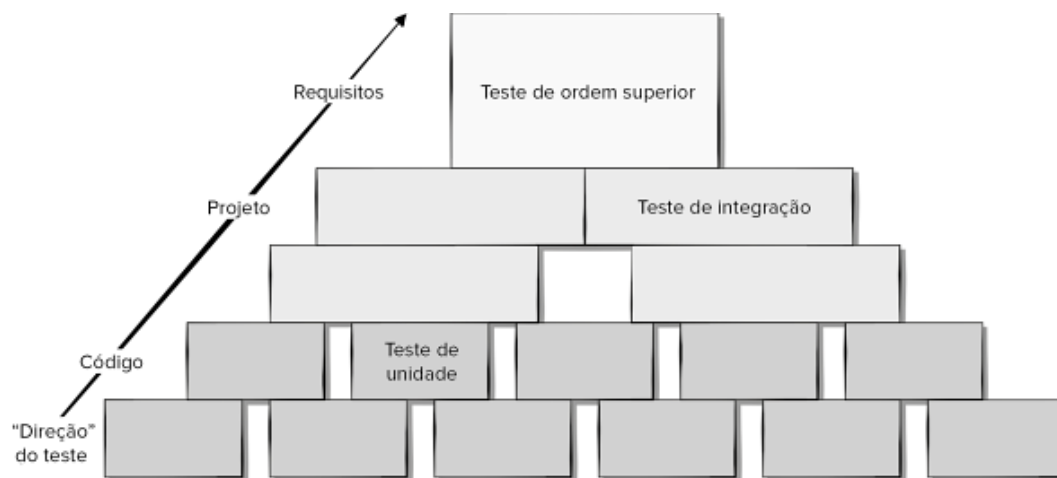 Requisitos
Teste de ordem superior
Projeto
Teste de integração
Código
Teste de
unidade
“Direção”
do teste